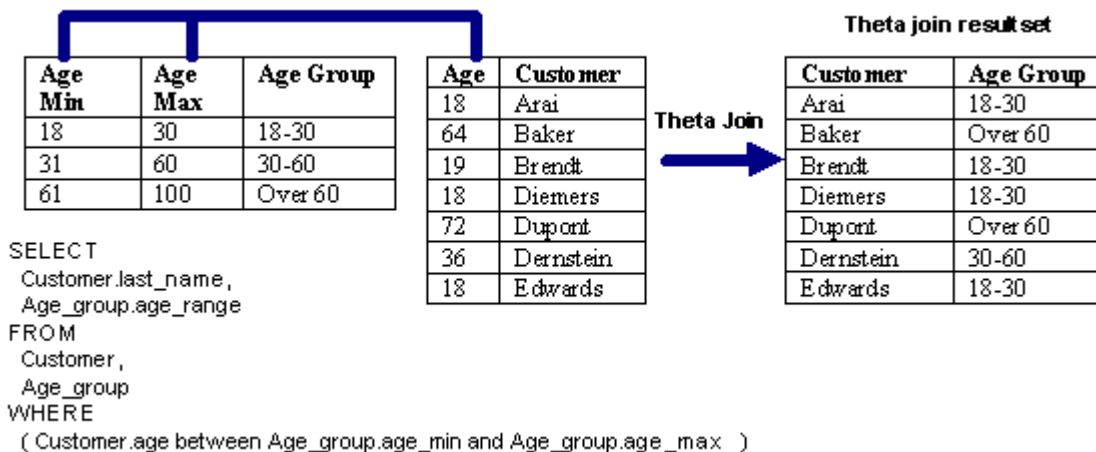 Theta join result set
Age Min Age Max Age Group
18 30 18-30
31 60 30-60
61 100 Over 60
Age Customer
18 Arai
64 Baker
19 Brendt
18 Diemers
72 Dupont
36 Dernstein
18 Edwards
Theta Join
Customer Age Group
Arai 18-30
Baker Over 60
Brendt 18-30
Diemers 18-30
Dupont Over 60
Dernstein 30-60
Edwards 18-30
SELECT
Customer.last_name,
Age_group.age_range
FROM
Customer,
Age_group
WHERE
( Customer.age between Age_group.age_min and Age_group.age_max )